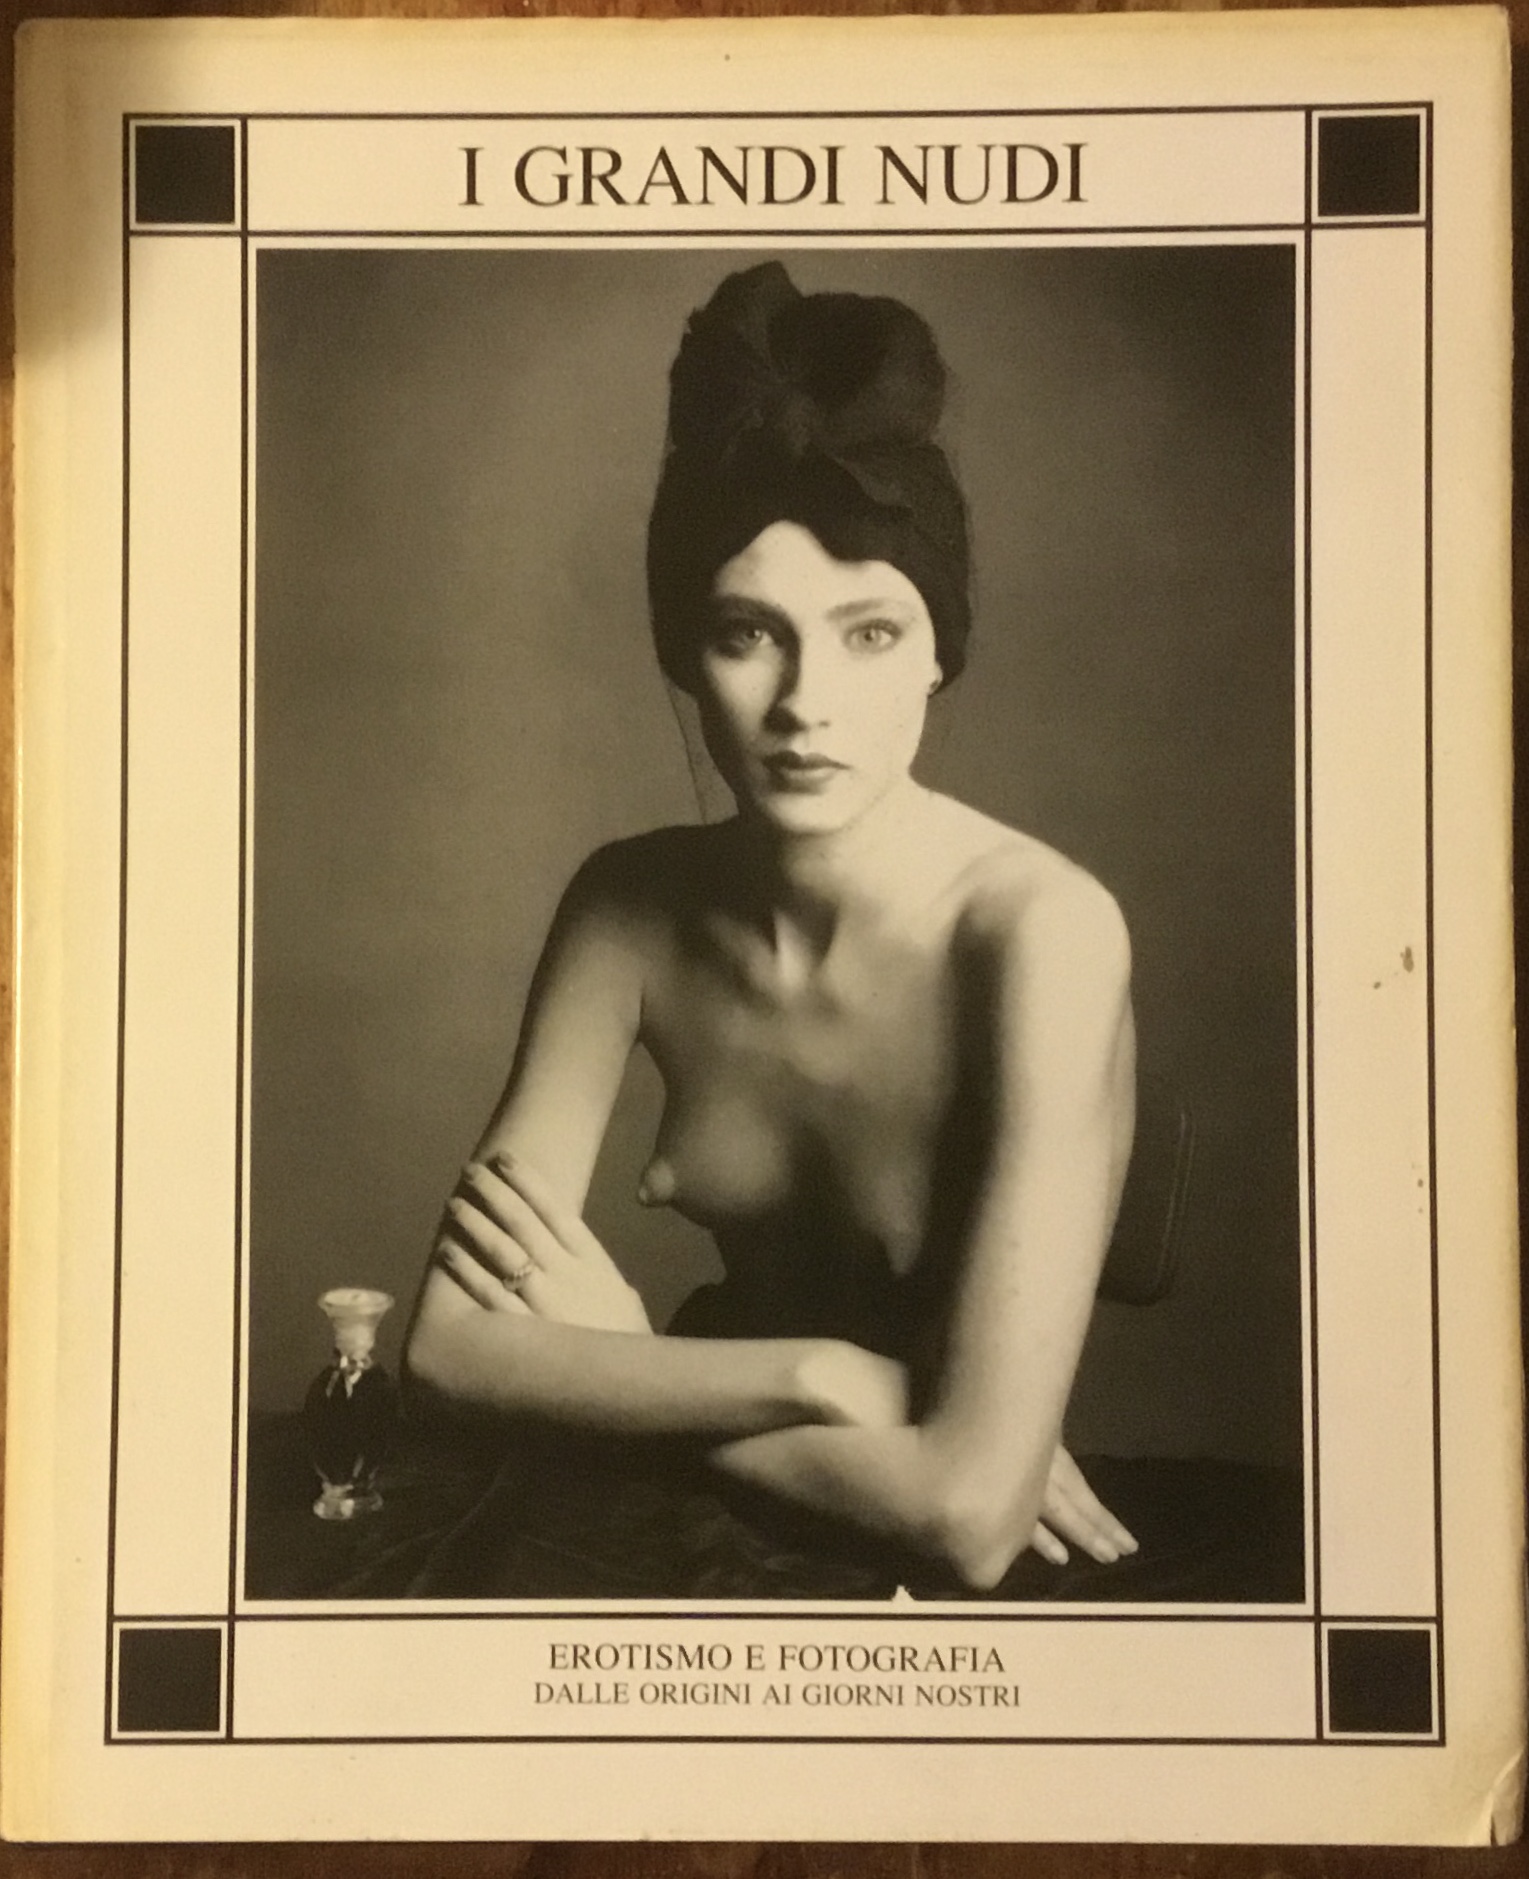 I GRANDI NUDI
EROTISMO E FOTOGRAFIA
DALLE ORIGINI AI GIORNI NOSTRI